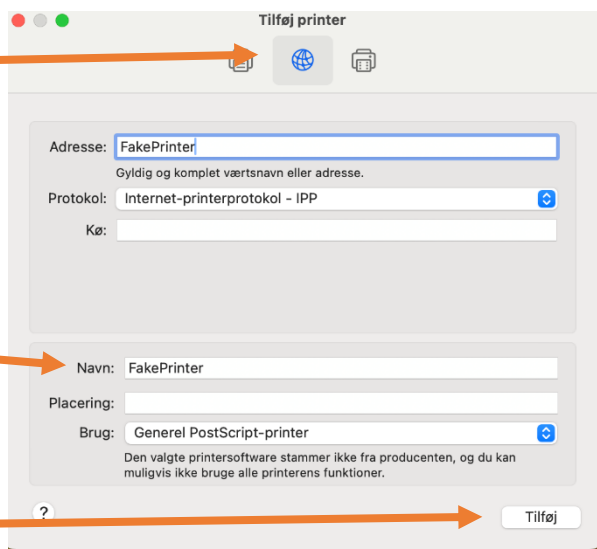 Tilføj printer
Adresse: FakePrinter
Gyldig og komplet værtsnavn eller adresse.
Protokol: Internet-printerprotokol - IPP
Kø:
Navn: FakePrinter
Placering:
Brug: Generel PostScript-printer
Den valgte printersoftware stammer ikke fra producenten, og du kan
muligvis ikke bruge alle printerens funktioner.
? Tilføj